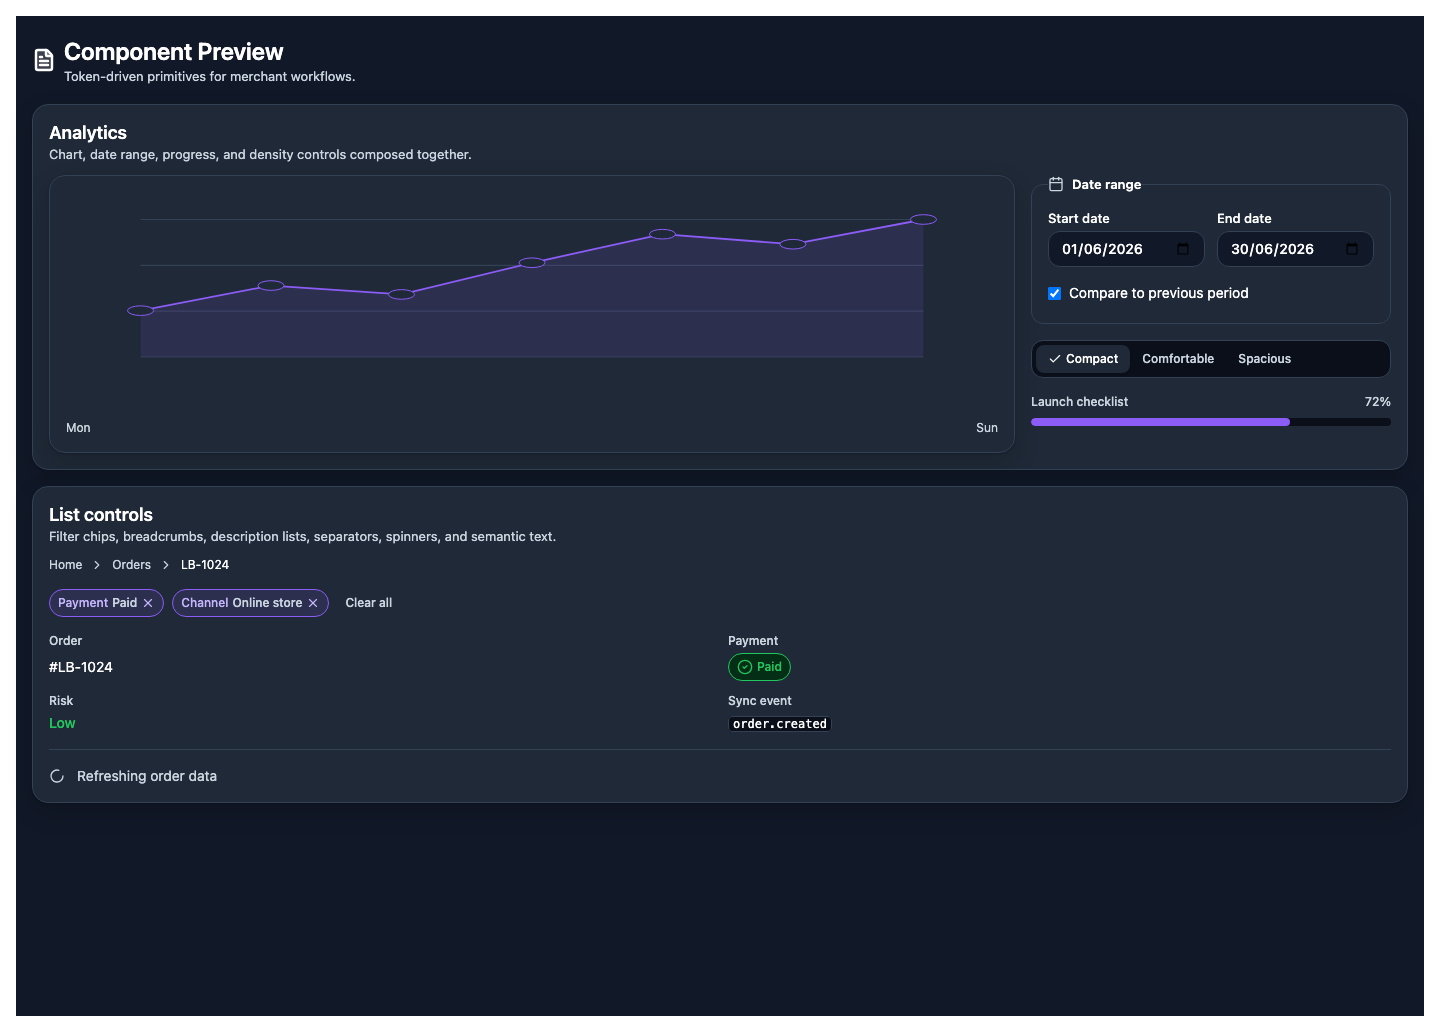 Component Preview
Token-driven primitives for merchant workflows.
Analytics
Chart, date range, progress, and density controls composed together.
Mon
Sun
Date range
Start date
End date
01/06/2026
30/06/2026
Compare to previous period
Compact
Comfortable
Spacious
Launch checklist
72%
List controls
Filter chips, breadcrumbs, description lists, separators, spinners, and semantic text.
Home
Orders
LB-1024
Payment Paid
Channel Online store
Clear all
Order
#LB-1024
Payment
Paid
Risk
Low
Sync event
order.created
Refreshing order data